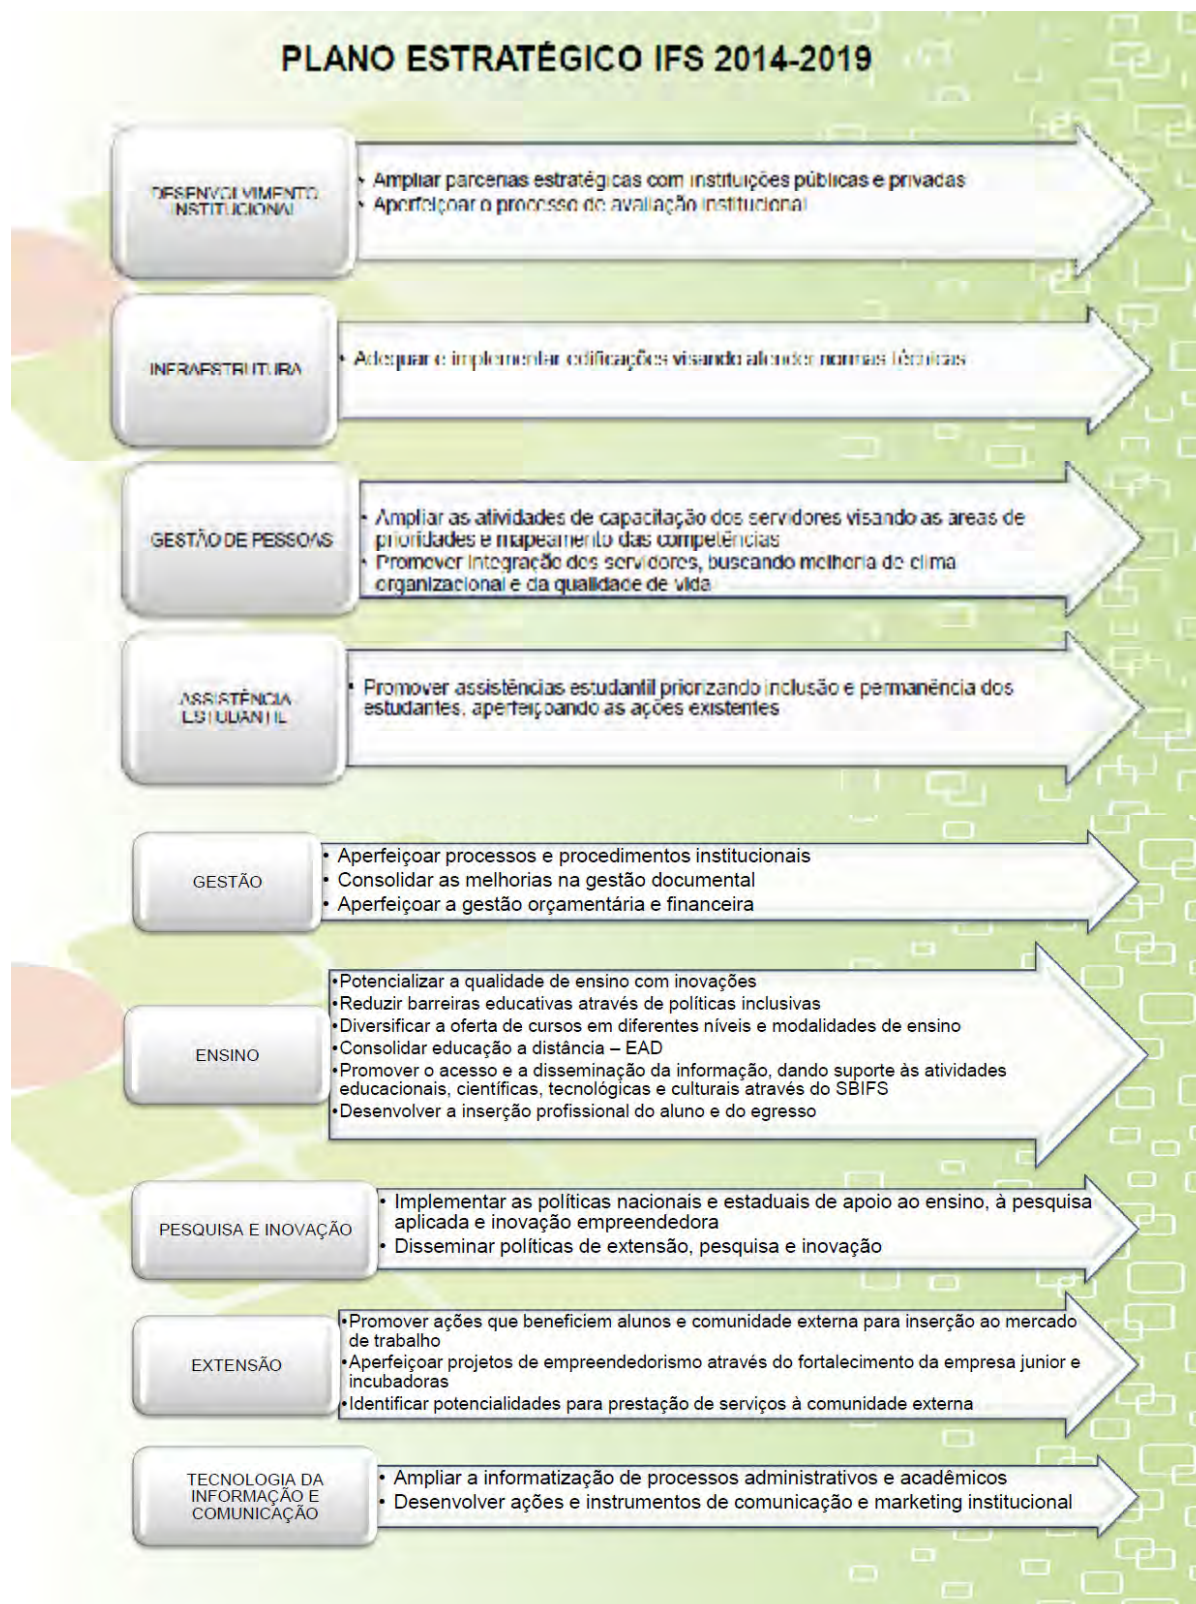 PLANO ESTRATÉGICO IFS 2014-2019
DESENVOLVIMENTO
INSTITUCIONAL
• Ampliar parcerias estratégicas com instituições públicas e privadas
• Aperfeiçoar o processo de avaliação institucional
INFRAESTRUTURA
• Adequar e implementar edificações visando atender normas técnicas
GESTÃO DE PESSOAS
• Ampliar as atividades de capacitação dos servidores visando as áreas de
prioridades e mapeamento das competências
• Promover integração dos servidores, buscando melhoria de clima
organizacional e da qualidade de vida
ASSISTÊNCIA
ESTUDANTIL
• Promover assistências estudantil priorizando inclusão e permanência dos
estudantes, aperfeiçoando as ações existentes
GESTÃO
• Aperfeiçoar processos e procedimentos institucionais
• Consolidar as melhorias na gestão documental
• Aperfeiçoar a gestão orçamentária e financeira
ENSINO
•Potencializar a qualidade de ensino com inovações
•Reduzir barreiras educativas através de políticas inclusivas
•Diversificar a oferta de cursos em diferentes níveis e modalidades de ensino
•Consolidar educação a distância – EAD
•Promover o acesso e a disseminação da informação, dando suporte às atividades
educacionais, científicas, tecnológicas e culturais através do SBIFS
•Desenvolver a inserção profissional do aluno e do egresso
PESQUISA E INOVAÇÃO
• Implementar as políticas nacionais e estaduais de apoio ao ensino, à pesquisa
aplicada e inovação empreendedora
• Disseminar políticas de extensão, pesquisa e inovação
EXTENSÃO
•Promover ações que beneficiem alunos e comunidade externa para inserção ao mercado
de trabalho
•Aperfeiçoar projetos de empreendedorismo através do fortalecimento da empresa junior e
incubadoras
•Identificar potencialidades para prestação de serviços à comunidade externa
TECNOLOGIA DA
INFORMAÇÃO E
COMUNICAÇÃO
• Ampliar a informatização de processos administrativos e acadêmicos
• Desenvolver ações e instrumentos de comunicação e marketing institucional